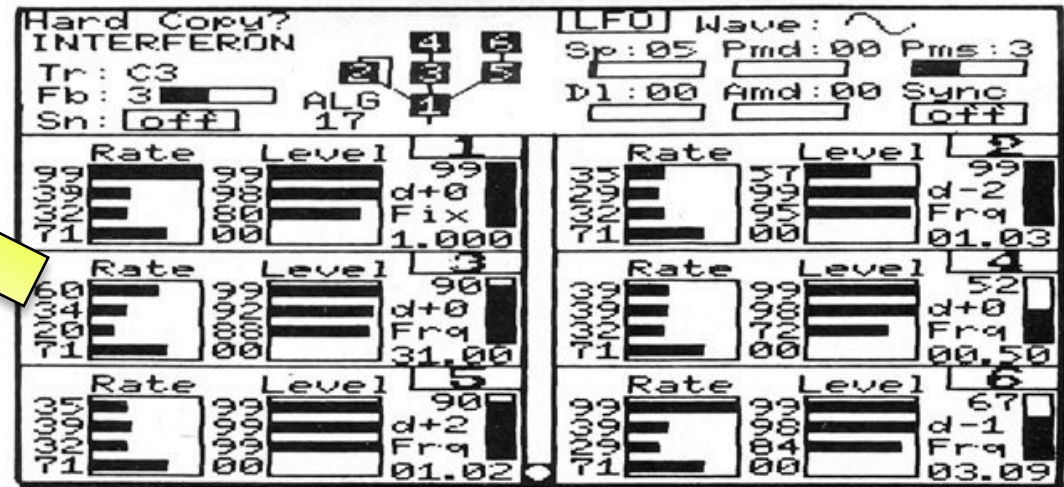 Hard Copy?
INTERFERON
Tr: C3
Fb: 3
Sn: off
ALG
17
4 6
2 3 5
1
LFO Wave:
Sp:05 Pmd:00 Pms:3
Dl:00 Amd:00 Sync
off
Rate Level 1
99 99 99
39 98 d+0
32 80 Fix
71 00 1.000
Rate Level 2
35 57 99
29 99 d-2
32 95 Frq
71 00 01.03
Rate Level 3
60 99 90
34 92 d+0
20 88 Frq
71 00 31.00
Rate Level 4
39 99 52
39 98 d+0
32 72 Frq
71 00 00.50
Rate Level 5
35 99 90
39 99 d+2
32 99 Frq
71 00 01.02
Rate Level 6
99 99 67
39 98 d-1
29 84 Frq
71 00 03.09